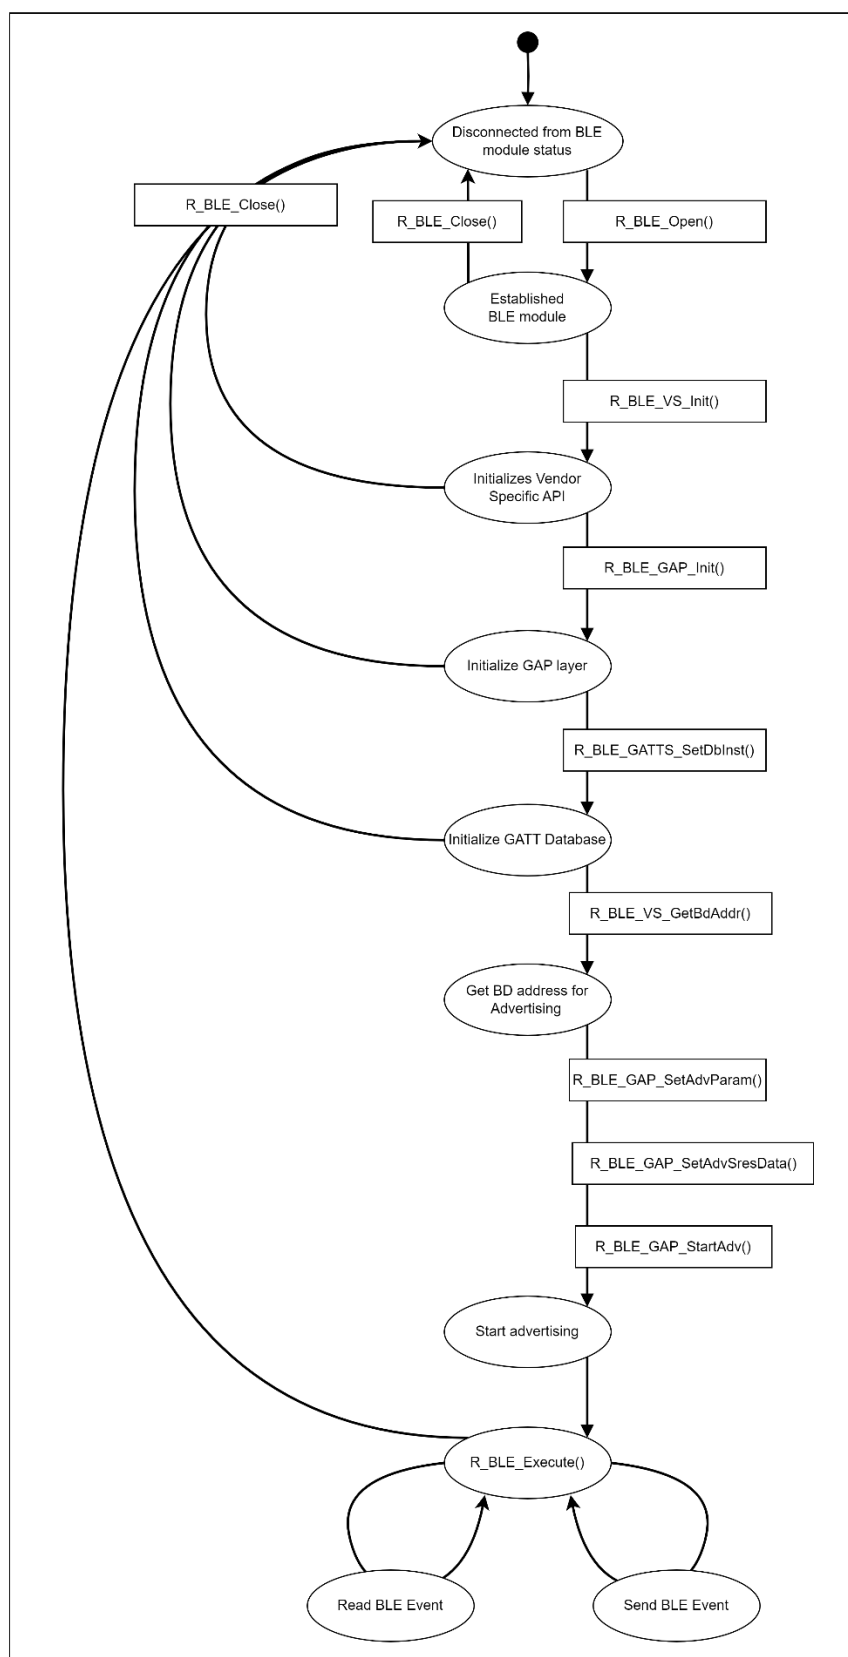 Disconnected from BLE
module status
R_BLE_Close()
R_BLE_Close()
R_BLE_Open()
Established
BLE module
R_BLE_VS_Init()
Initializes Vendor
Specific API
R_BLE_GAP_Init()
Initialize GAP layer
R_BLE_GATTS_SetDbInst()
Initialize GATT Database
R_BLE_VS_GetBdAddr()
Get BD address for
Advertising
R_BLE_GAP_SetAdvParam()
R_BLE_GAP_SetAdvSresData()
R_BLE_GAP_StartAdv()
Start advertising
R_BLE_Execute()
Read BLE Event
Send BLE Event